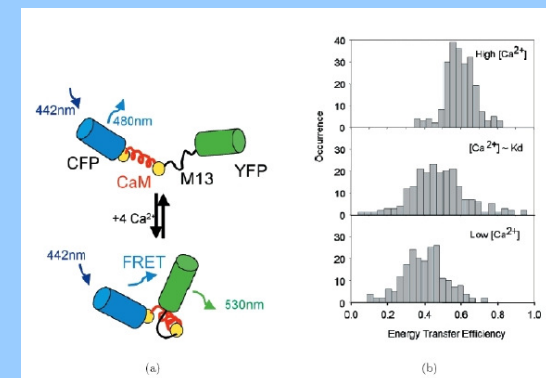 442nm
480nm
CFP
CaM
M13
YFP
+4 Ca2+
442nm
FRET
530nm
(a)
40
High [Ca2+]
30
20
10
0
30
[Ca2+]~ Kd
20
10
0
Occurrence
30
Low [Ca2+]
20
10
0
0.0 0.2 0.4 0.6 0.8 1.0
Energy Transfer Efficiency
(b)